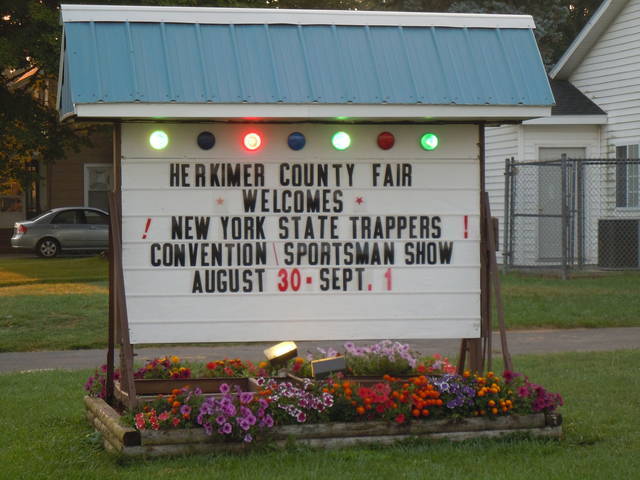 HERKIMER COUNTY FAIR
* WELCOMES *
! NEW YORK STATE TRAPPERS !
CONVENTION \ SPORTSMAN SHOW
AUGUST 30 - SEPT. 1